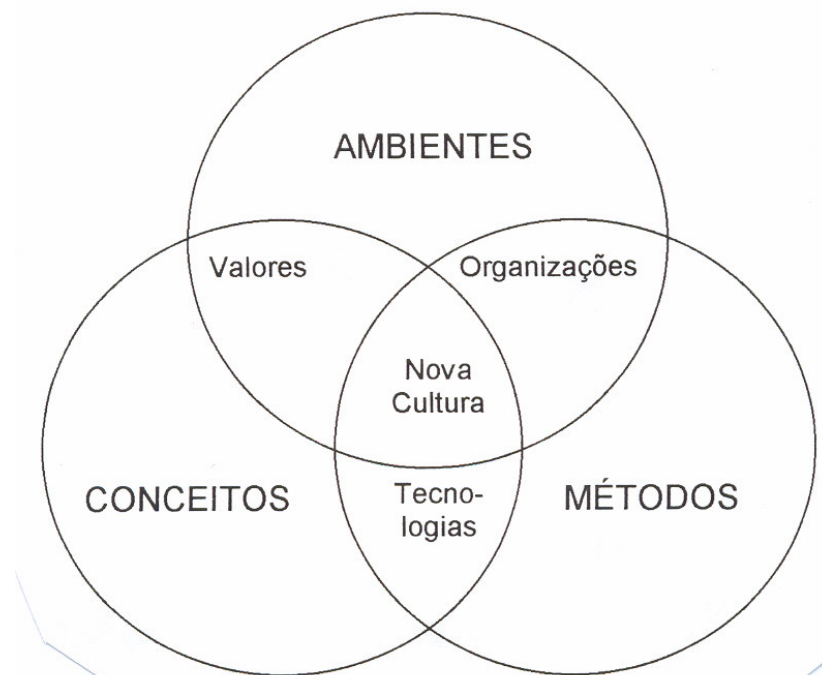 AMBIENTES
Valores
Organizações
Nova
Cultura
CONCEITOS
Tecno-
logias
MÉTODOS